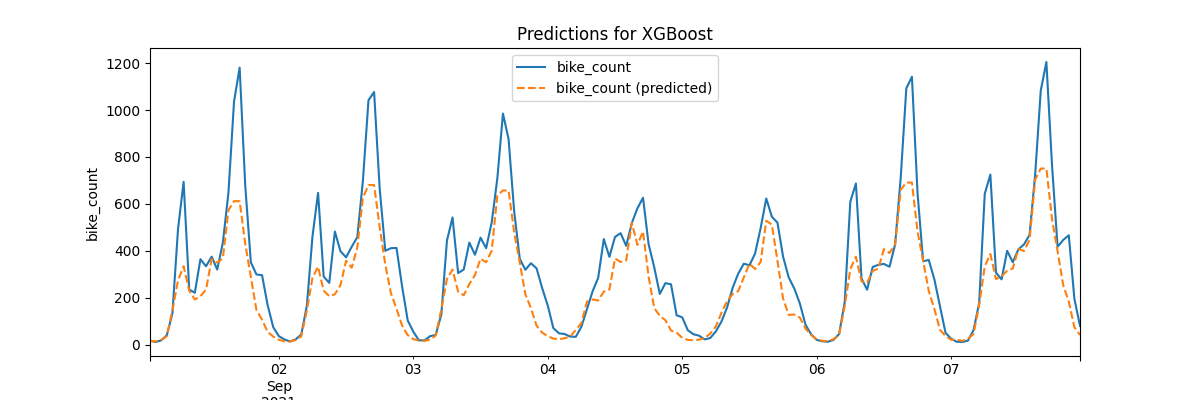 Predictions for XGBoost
bike_count
bike_count (predicted)
1200
1000
800
600
400
200
0
bike_count
02 03 04 05 06 07
Sep
2021